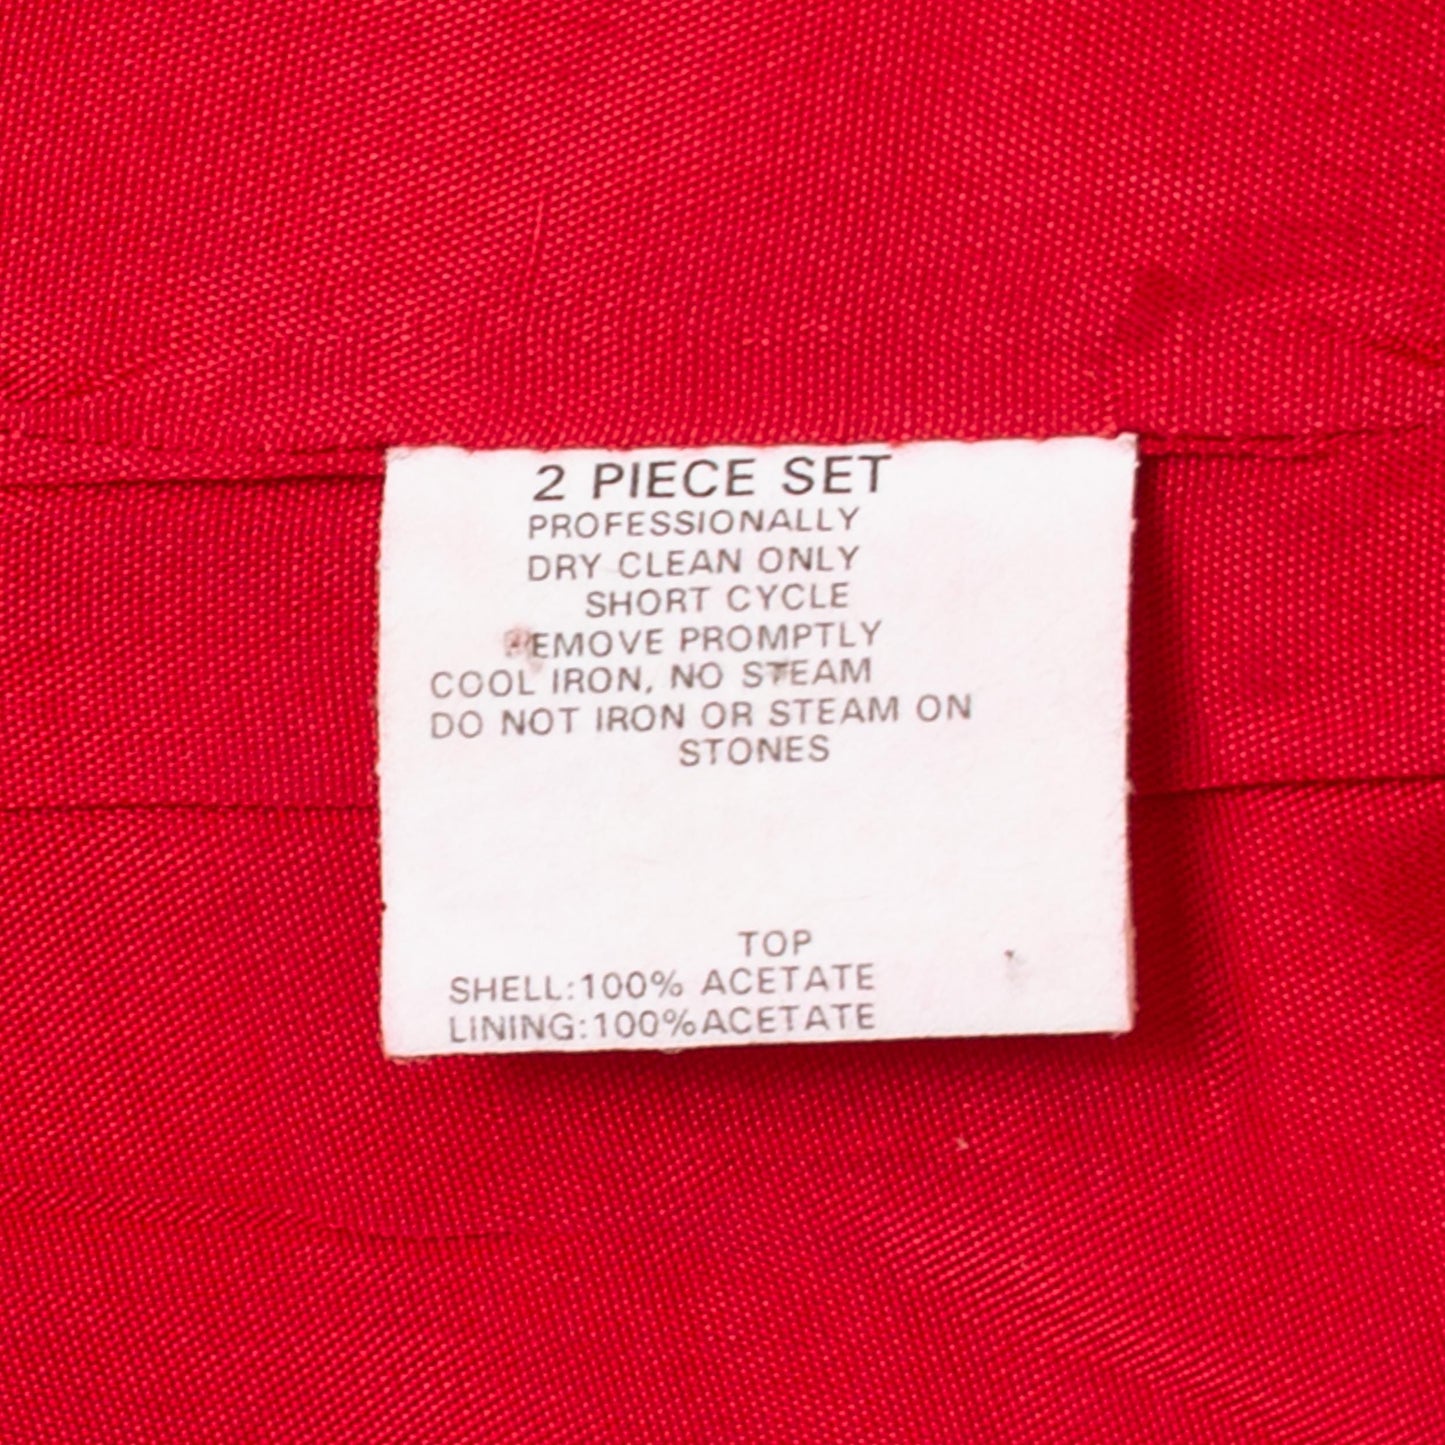 2 PIECE SET
PROFESSIONALLY
DRY CLEAN ONLY
SHORT CYCLE
REMOVE PROMPTLY
COOL IRON, NO STEAM
DO NOT IRON OR STEAM ON
STONES
TOP
SHELL:100% ACETATE
LINING:100%ACETATE